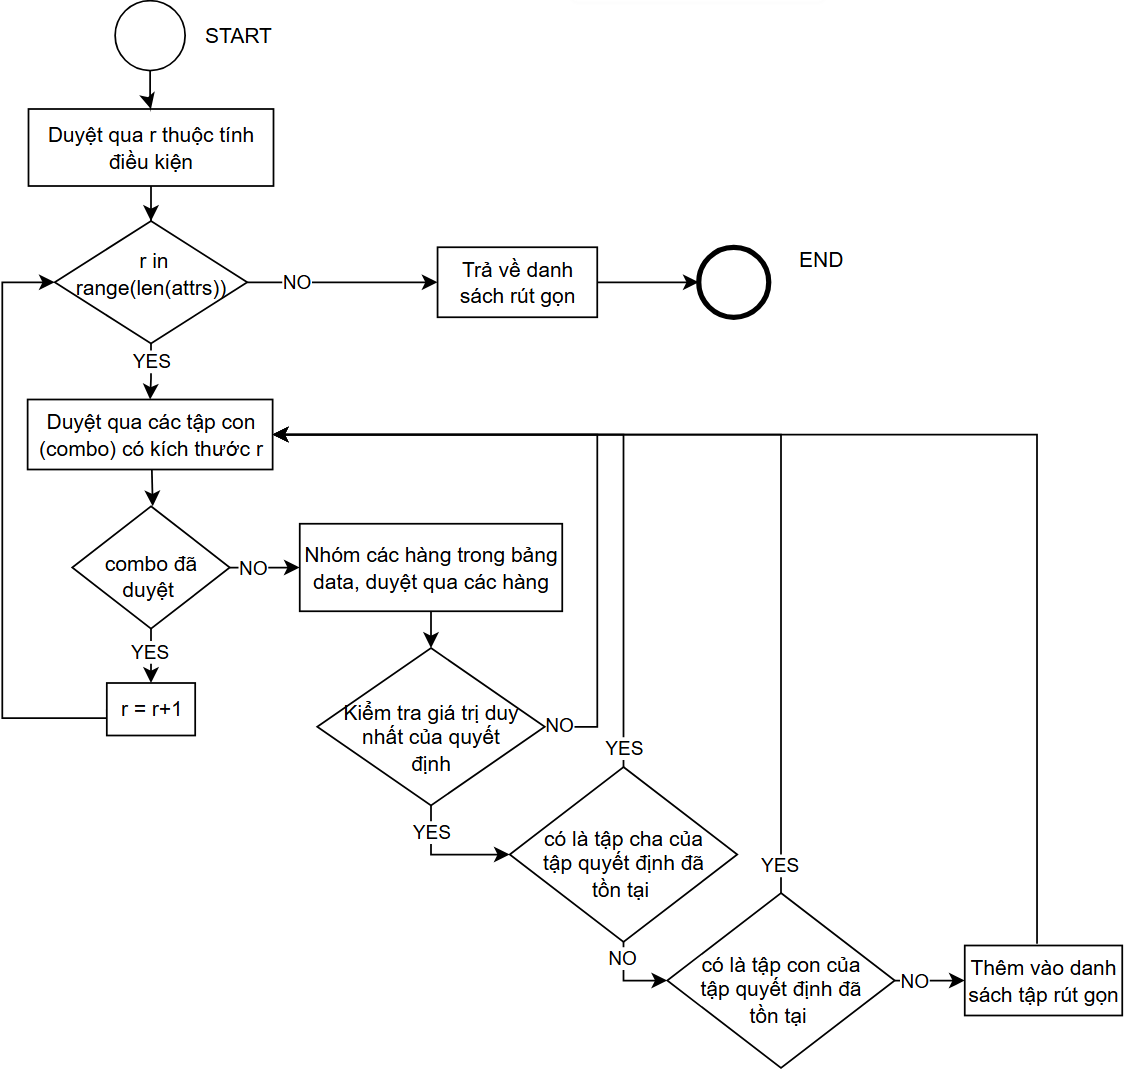 START
Duyệt qua r thuộc tính
điều kiện
r in
range(len(attrs))
NO
Trả về danh
sách rút gọn
END
YES
Duyệt qua các tập con
(combo) có kích thước r
combo đã
duyệt
NO
Nhóm các hàng trong bảng
data, duyệt qua các hàng
YES
r = r+1
Kiểm tra giá trị duy
nhất của quyết
định
NO
YES
YES
có là tập cha của
tập quyết định đã
tồn tại
YES
NO
có là tập con của
tập quyết định đã
tồn tại
NO
Thêm vào danh
sách tập rút gọn